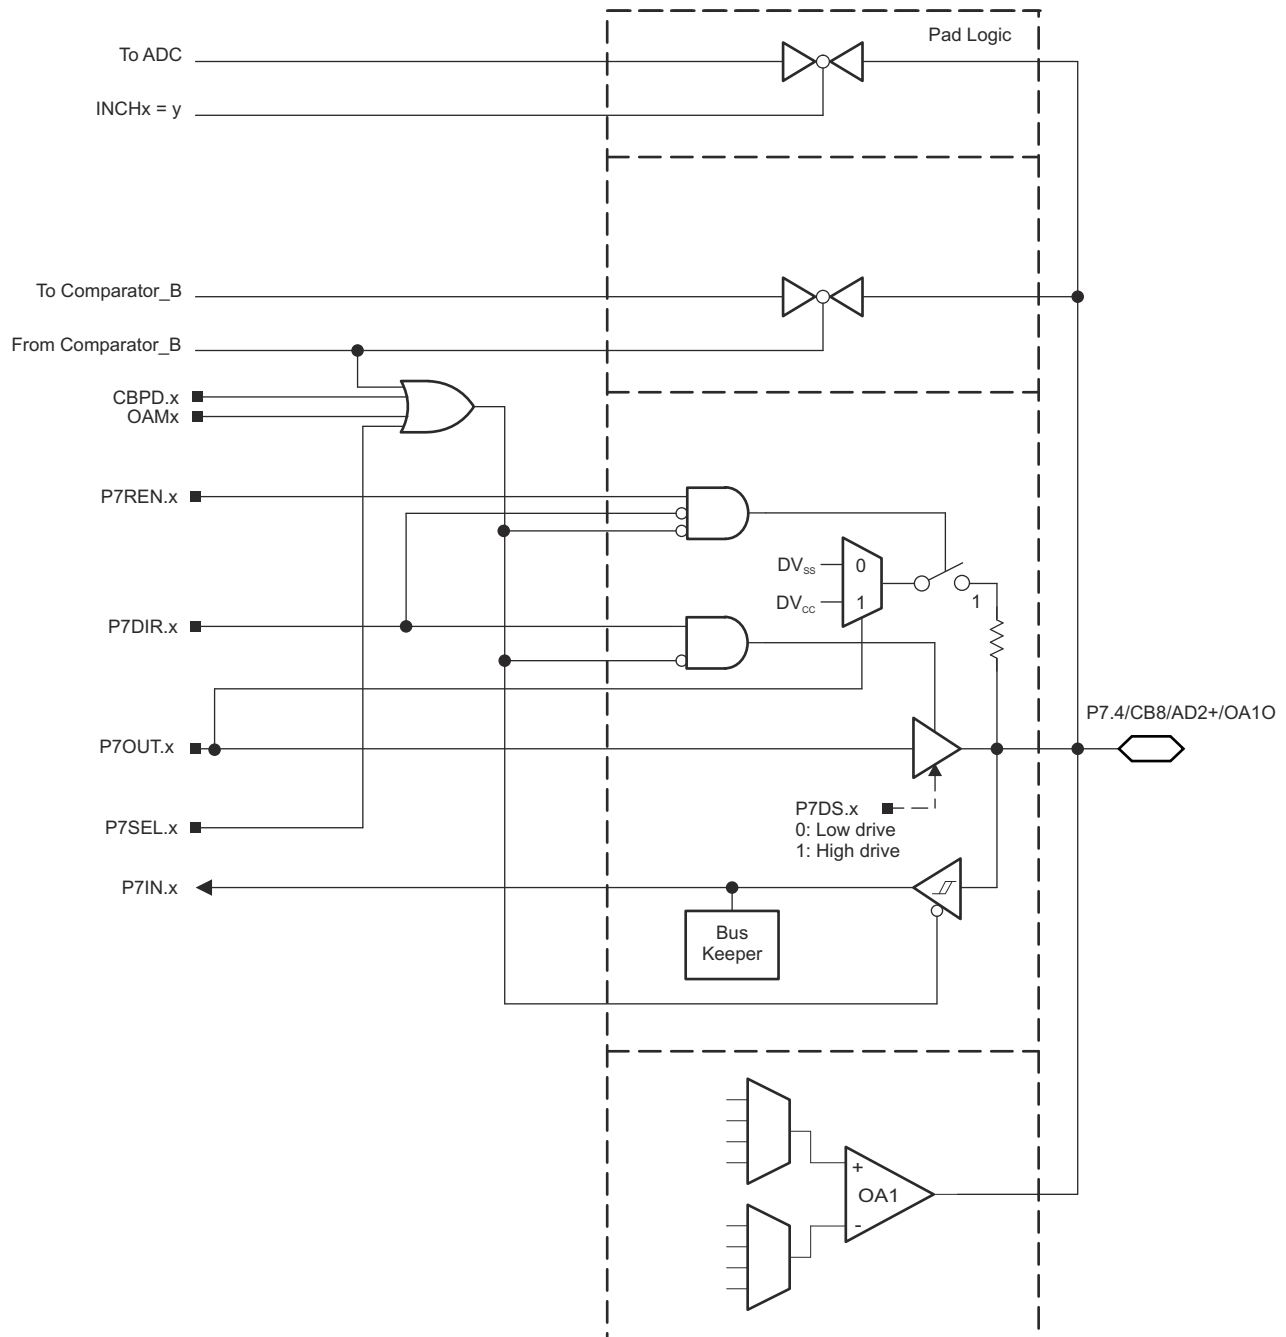 Pad Logic
To ADC
INCHx = y
To Comparator_B
From Comparator_B
CBPD.x
OAMx
P7REN.x
DVSS
0
DVCC
1
1
P7DIR.x
P7OUT.x
P7.4/CB8/AD2+/OA1O
P7DS.x
0: Low drive
1: High drive
P7SEL.x
P7IN.x
Bus
Keeper
+
OA1
-